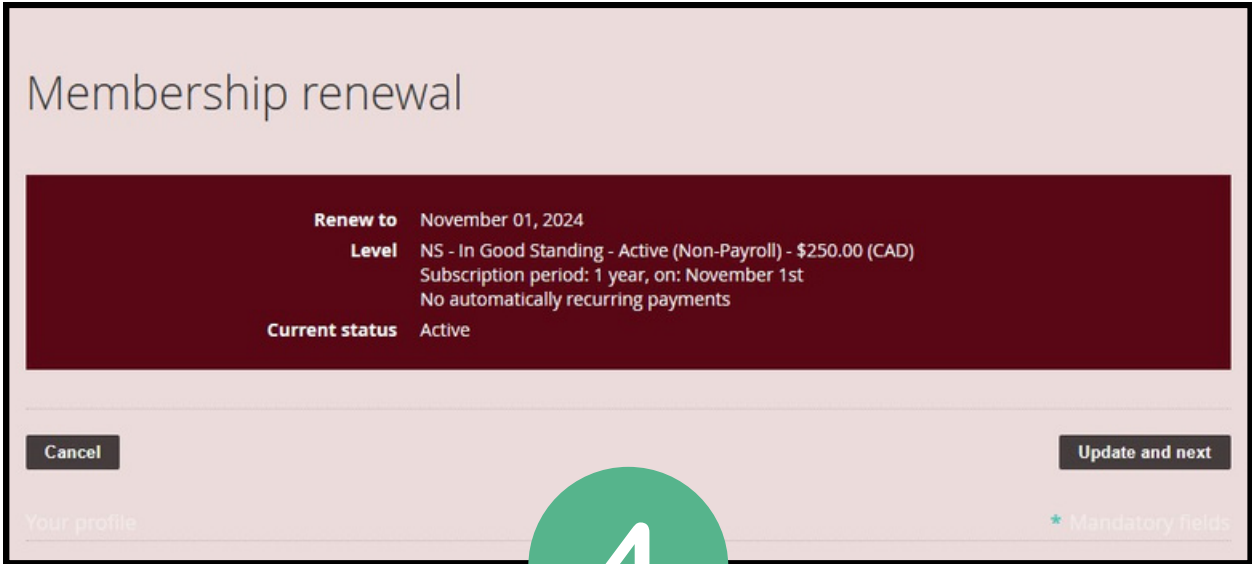 Membership renewal
Renew to November 01, 2024
Level NS - In Good Standing - Active (Non-Payroll) - $250.00 (CAD)
Subscription period: 1 year, on: November 1st
No automatically recurring payments
Current status Active
Cancel Update and next
Your profile * Mandatory fields
4